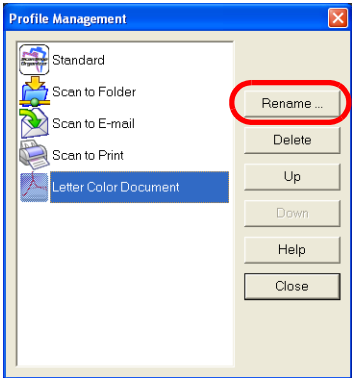 Profile Management
Standard
Scan to Folder
Scan to E-mail
Scan to Print
Letter Color Document
Rename ...
Delete
Up
Down
Help
Close